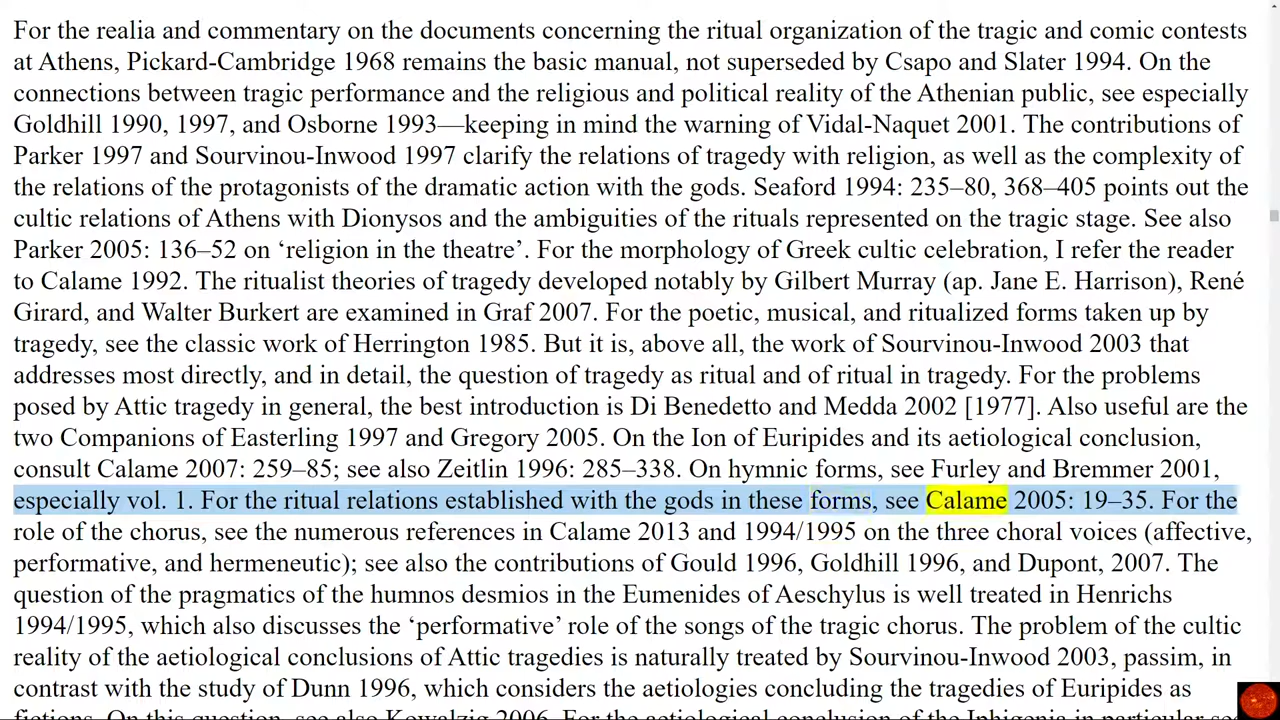 For the realia and commentary on the documents concerning the ritual organization of the tragic and comic contests
at Athens, Pickard-Cambridge 1968 remains the basic manual, not superseded by Csapo and Slater 1994. On the
connections between tragic performance and the religious and political reality of the Athenian public, see especially
Goldhill 1990, 1997, and Osborne 1993—keeping in mind the warning of Vidal-Naquet 2001. The contributions of
Parker 1997 and Sourvinou-Inwood 1997 clarify the relations of tragedy with religion, as well as the complexity of
the relations of the protagonists of the dramatic action with the gods. Seaford 1994: 235–80, 368–405 points out the
cultic relations of Athens with Dionysos and the ambiguities of the rituals represented on the tragic stage. See also
Parker 2005: 136–52 on ‘religion in the theatre’. For the morphology of Greek cultic celebration, I refer the reader
to Calame 1992. The ritualist theories of tragedy developed notably by Gilbert Murray (ap. Jane E. Harrison), René
Girard, and Walter Burkert are examined in Graf 2007. For the poetic, musical, and ritualized forms taken up by
tragedy, see the classic work of Herrington 1985. But it is, above all, the work of Sourvinou-Inwood 2003 that
addresses most directly, and in detail, the question of tragedy as ritual and of ritual in tragedy. For the problems
posed by Attic tragedy in general, the best introduction is Di Benedetto and Medda 2002 [1977]. Also useful are the
two Companions of Easterling 1997 and Gregory 2005. On the Ion of Euripides and its aetiological conclusion,
consult Calame 2007: 259–85; see also Zeitlin 1996: 285–338. On hymnic forms, see Furley and Bremmer 2001,
especially vol. 1. For the ritual relations established with the gods in these forms, see Calame 2005: 19–35. For the
role of the chorus, see the numerous references in Calame 2013 and 1994/1995 on the three choral voices (affective,
performative, and hermeneutic); see also the contributions of Gould 1996, Goldhill 1996, and Dupont, 2007. The
question of the pragmatics of the humnos desmios in the Eumenides of Aeschylus is well treated in Henrichs
1994/1995, which also discusses the ‘performative’ role of the songs of the tragic chorus. The problem of the cultic
reality of the aetiological conclusions of Attic tragedies is naturally treated by Sourvinou-Inwood 2003, passim, in
contrast with the study of Dunn 1996, which considers the aetiologies concluding the tragedies of Euripides as
fictions. On this question, see also Kowalzig 2006. For the aetiological conclusion of the Iphigenia in particular see